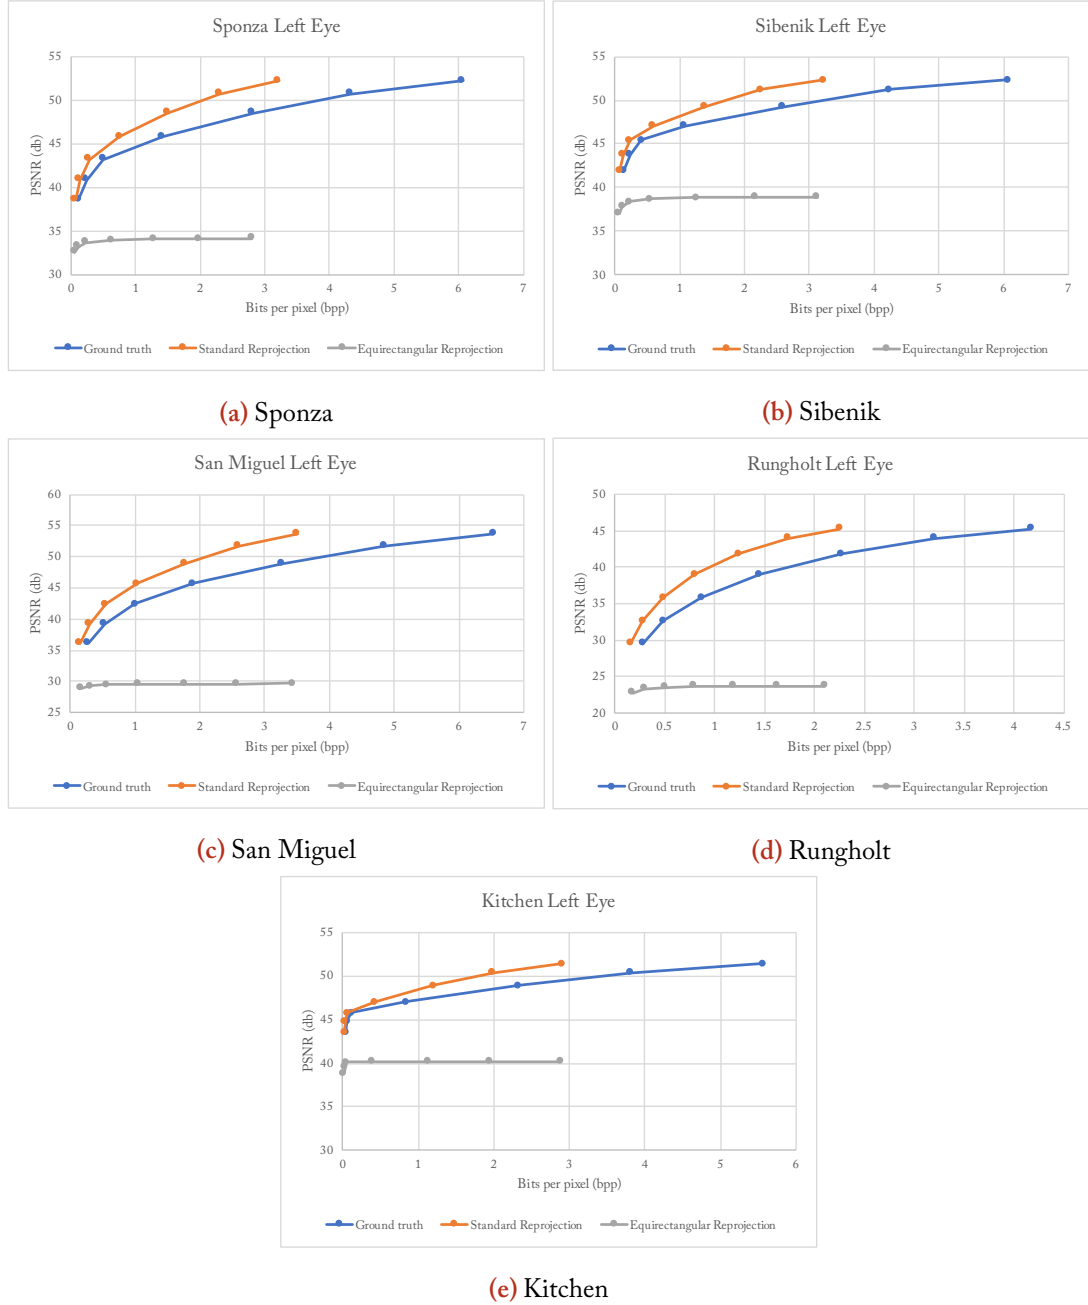 Sponza Left Eye
PSNR (db)
55
50
45
40
35
30
0 1 2 3 4 5 6 7
Bits per pixel (bpp)
Ground truth Standard Reprojection Equirectangular Reprojection
(a) Sponza
Sibenik Left Eye
PSNR (db)
55
50
45
40
35
30
0 1 2 3 4 5 6 7
Bits per pixel (bpp)
Ground truth Standard Reprojection Equirectangular Reprojection
(b) Sibenik
San Miguel Left Eye
PSNR (db)
60
55
50
45
40
35
30
25
0 1 2 3 4 5 6 7
Bits per pixel (bpp)
Ground truth Standard Reprojection Equirectangular Reprojection
(c) San Miguel
Rungholt Left Eye
PSNR (db)
50
45
40
35
30
25
20
0 0.5 1 1.5 2 2.5 3 3.5 4 4.5
Bits per pixel (bpp)
Ground truth Standard Reprojection Equirectangular Reprojection
(d) Rungholt
Kitchen Left Eye
PSNR (db)
55
50
45
40
35
30
0 1 2 3 4 5 6
Bits per pixel (bpp)
Ground truth Standard Reprojection Equirectangular Reprojection
(e) Kitchen